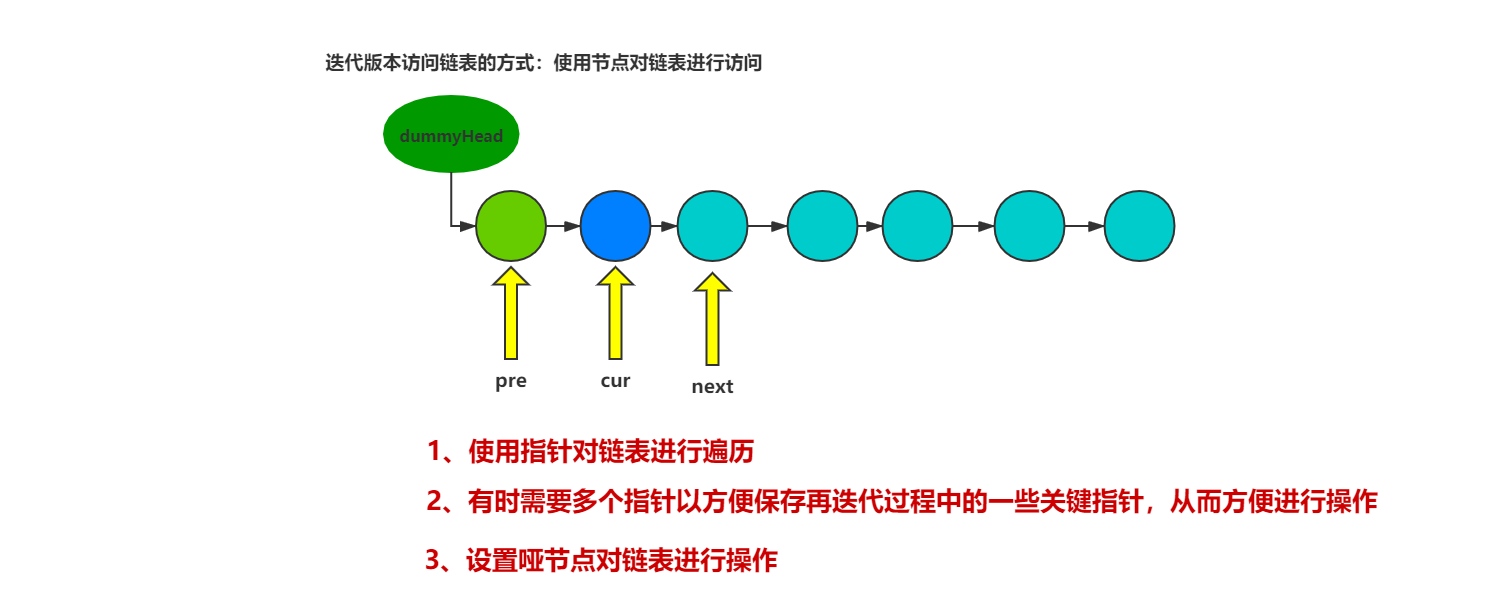 迭代版本访问链表的方式：使用节点对链表进行访问
dummyHead
pre
cur
next
1、使用指针对链表进行遍历
2、有时需要多个指针以方便保存再迭代过程中的一些关键指针，从而方便进行操作
3、设置哑节点对链表进行操作